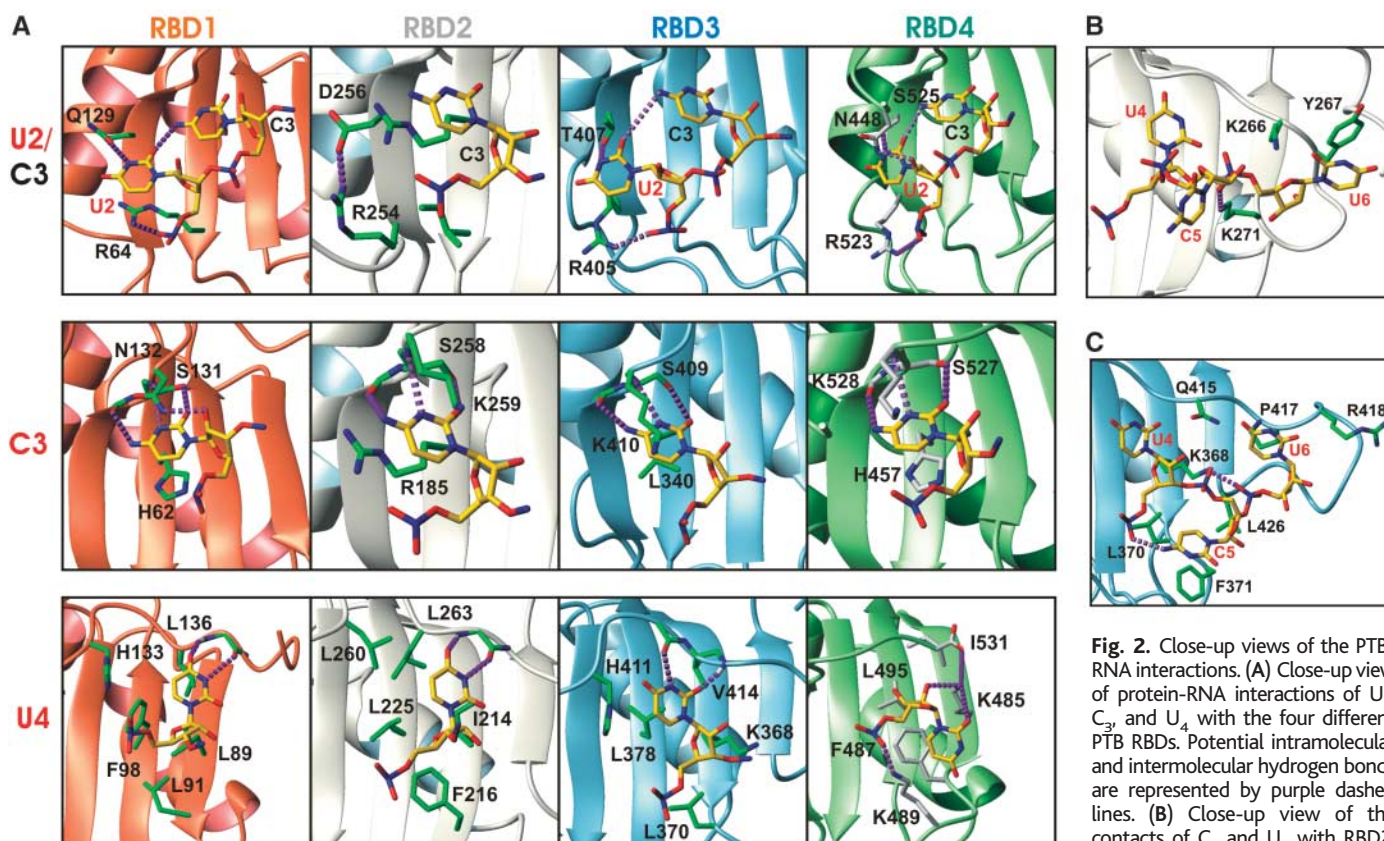 A
RBD1 RBD2 RBD3 RBD4
U2/
C3
Q129
C3
U2
R64
D256
C3
R254
T407
C3
U2
R405
S525
N448
C3
U2
R523
C3
N132
S131
H62
S258
K259
R185
S409
K410
L340
K528
S527
H457
U4
L136
H133
L89
F98
L91
L263
L260
L225
I214
F216
H411
V414
L378
K368
L370
I531
L495
K485
F487
K489
B
U4
Y267
K266
U6
C5
K271
C
Q415
P417
R418
U4
U6
K368
L426
L370
C5
F371
Fig. 2. Close-up views of the PTB
RNA interactions. (A) Close-up view
of protein-RNA interactions of U
C3, and U4 with the four differen
PTB RBDs. Potential intramolecula
and intermolecular hydrogen bond
are represented by purple dashe
lines. (B) Close-up view of th